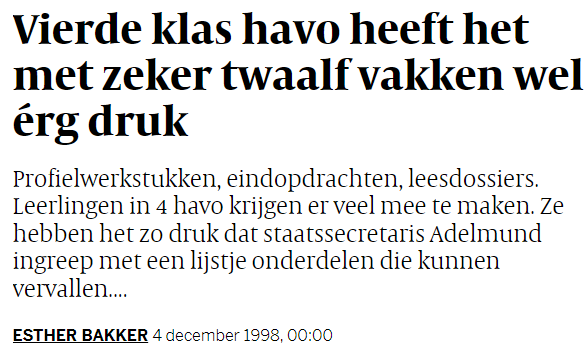 Vierde klas havo heeft het
met zeker twaalf vakken wel
érg druk
Profielwerkstukken, eindopdrachten, leesdossiers.
Leerlingen in 4 havo krijgen er veel mee te maken. Ze
hebben het zo druk dat staatssecretaris Adelmund
ingreep met een lijstje onderdelen die kunnen
vervallen....
ESTHER BAKKER 4 december 1998, 00:00